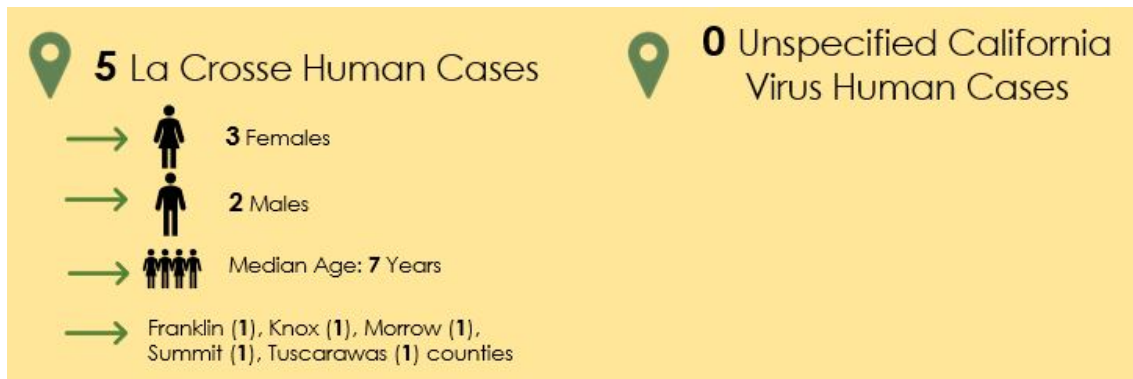 5 La Crosse Human Cases
3 Females
2 Males
Median Age: 7 Years
Franklin (1), Knox (1), Morrow (1),
Summit (1), Tuscarawas (1) counties
0 Unspecified California
Virus Human Cases